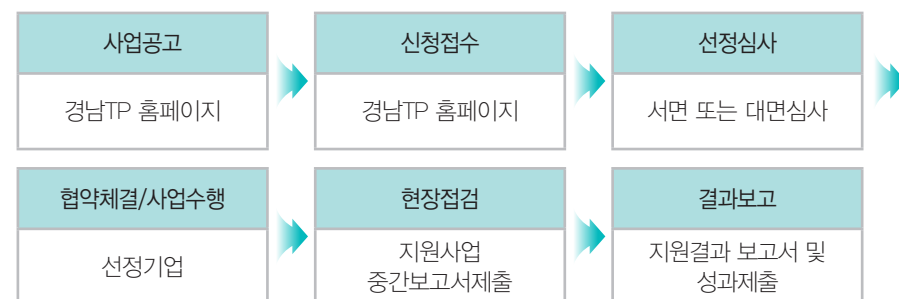 사업공고
경남TP 홈페이지
신청접수
경남TP 홈페이지
선정심사
서면 또는 대면심사
협약체결/사업수행
선정기업
현장점검
지원사업
중간보고서제출
결과보고
지원결과 보고서 및
성과제출